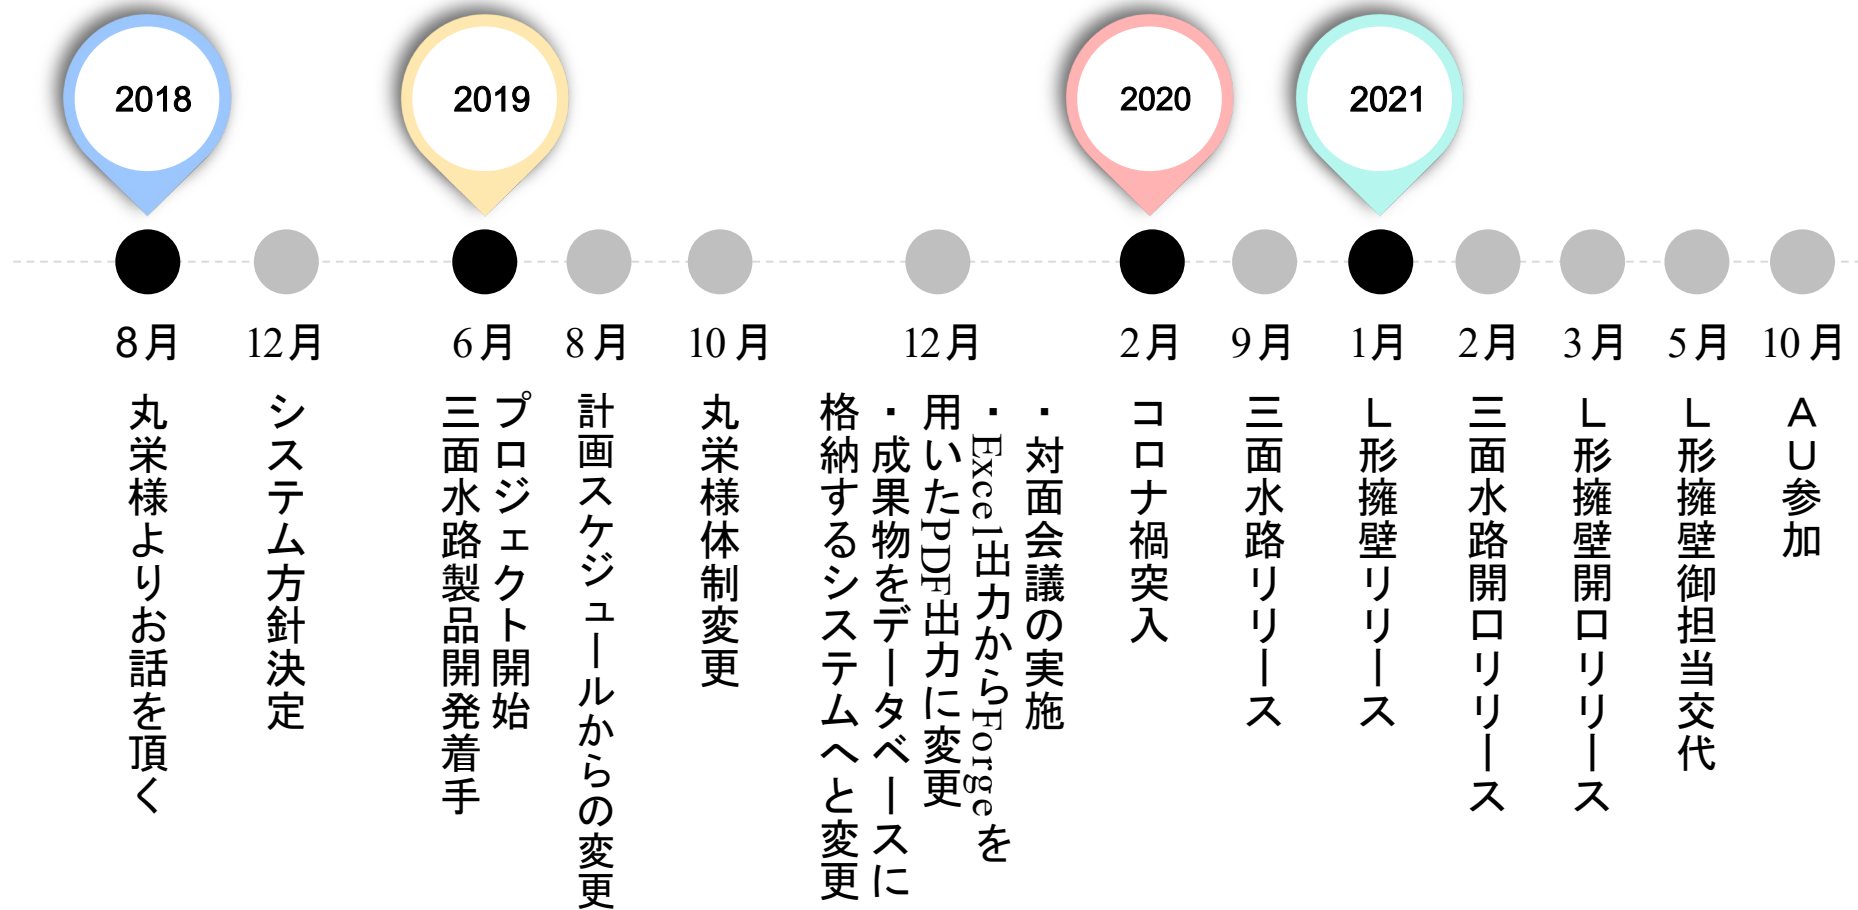 2018
2019
2020
2021
8月
12月
6月
8月
10月
12月
2月
9月
1月
2月
3月
5月
10月
丸栄様よりお話を頂く
システム方針決定
プロジェクト開始
三面水路製品開発着手
計画スケジュールからの変更
丸栄様体制変更
・対面会議の実施
・Excel出力からForgeを
用いたPDF出力に変更
・成果物をデータベースに
格納するシステムへと変更
コロナ禍突入
三面水路リリース
L形擁壁リリース
三面水路開口リリース
L形擁壁開口リリース
L形擁壁御担当交代
AU参加